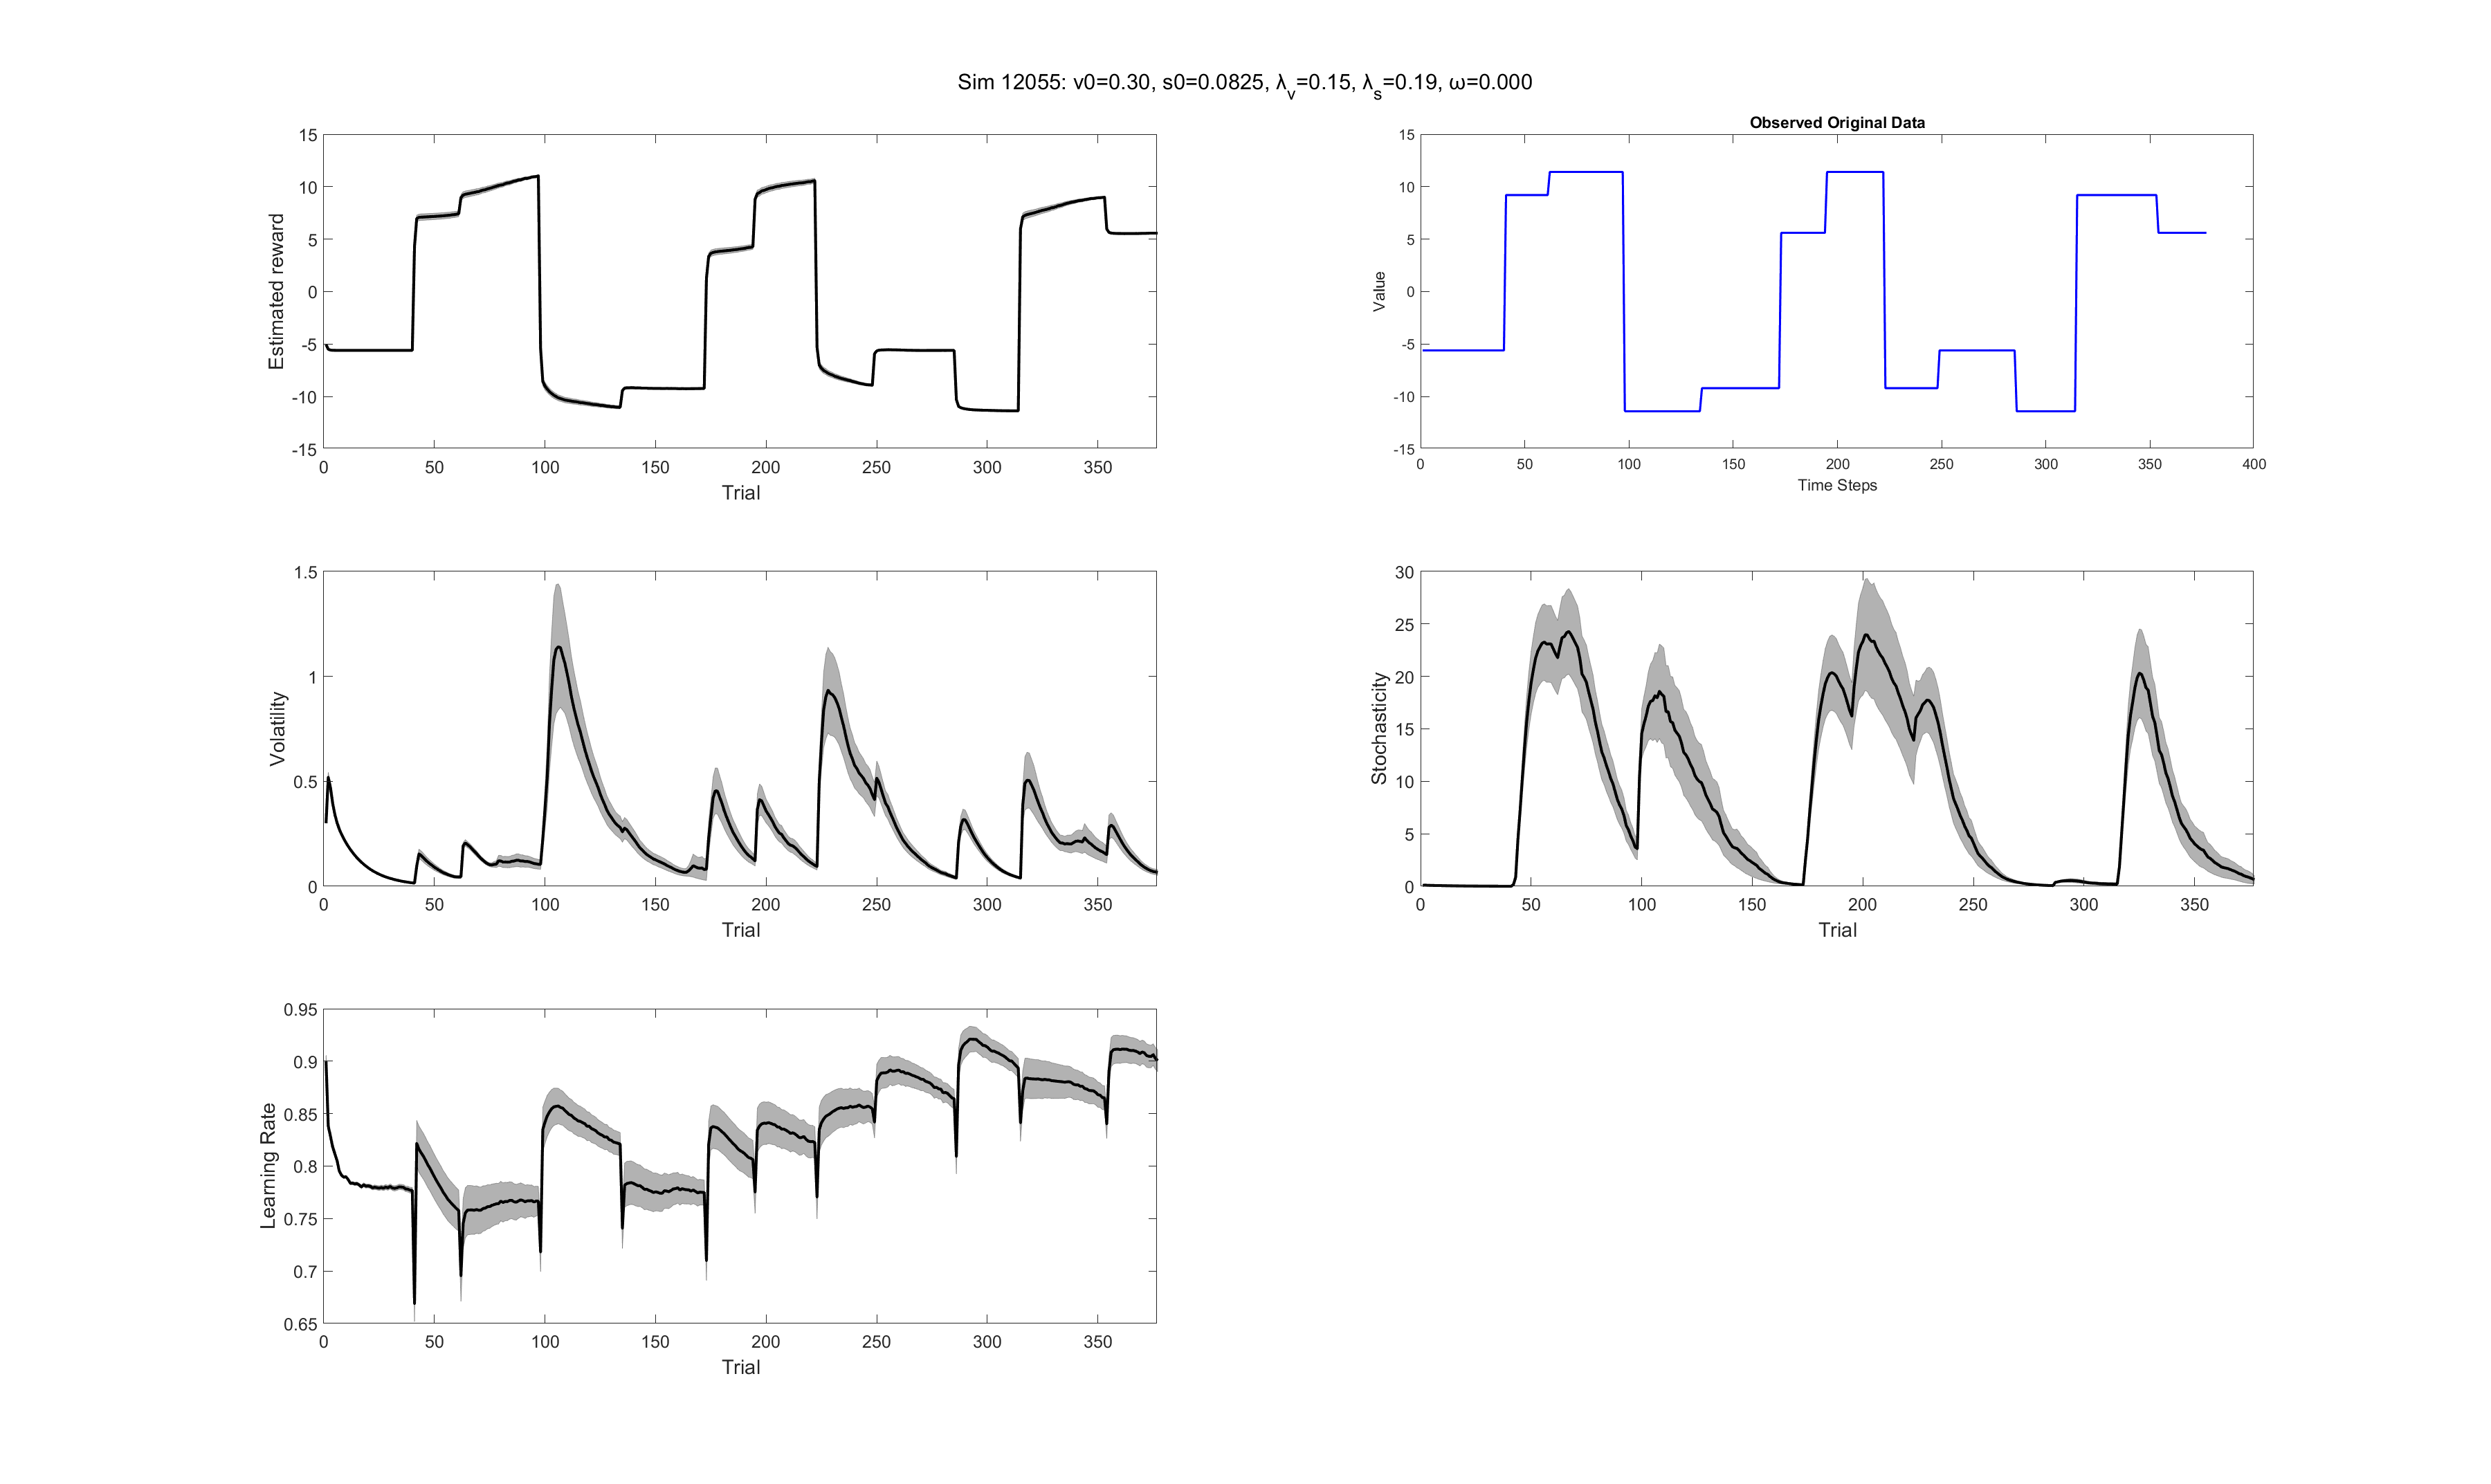 Sim 12055: v0=0.30, s0=0.0825, λv=0.15, λs=0.19, ω=0.000
15
10
5
0
-5
-10
-15
Estimated reward
0 50 100 150 200 250 300 350
Trial
Observed Original Data
15
10
5
0
-5
-10
-15
Value
0 50 100 150 200 250 300 350 400
Time Steps
1.5
1
0.5
0
Volatility
0 50 100 150 200 250 300 350
Trial
30
25
20
15
10
5
0
Stochasticity
0 50 100 150 200 250 300 350
Trial
0.95
0.9
0.85
0.8
0.75
0.7
0.65
Learning Rate
0 50 100 150 200 250 300 350
Trial